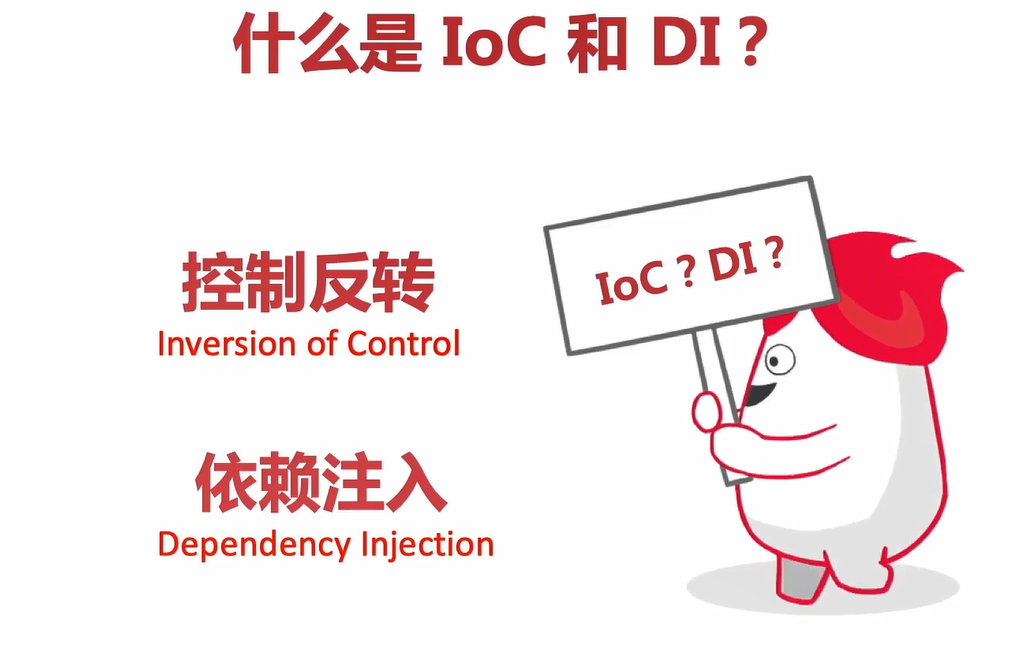 什么是 IoC 和 DI？
控制反转
Inversion of Control
IoC？DI？
依赖注入
Dependency Injection